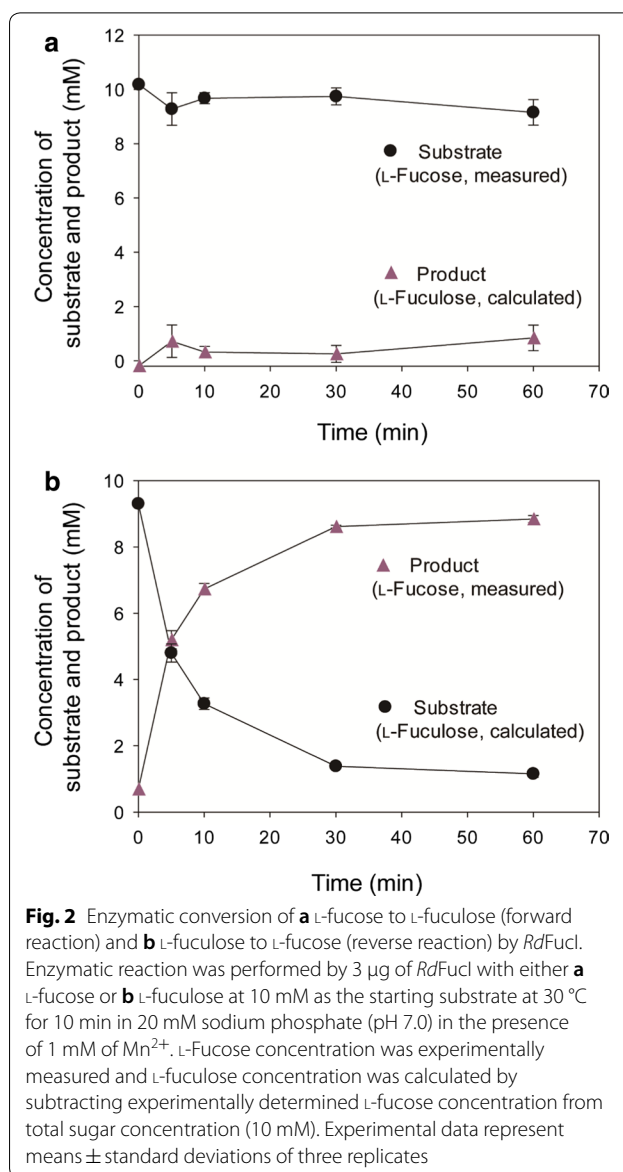 a
12
10
8
6
4
2
0
Concentration of
substrate and product (mM)
Substrate
(L-Fucose, measured)
Product
(L-Fuculose, calculated)
0 10 20 30 40 50 60 70
Time (min)
b
10
8
6
4
2
0
Concentration of
substrate and product (mM)
Product
(L-Fucose, measured)
Substrate
(L-Fuculose, calculated)
0 10 20 30 40 50 60 70
Time (min)
Fig. 2 Enzymatic conversion of a L-fucose to L-fuculose (forward
reaction) and b L-fuculose to L-fucose (reverse reaction) by RdFucI.
Enzymatic reaction was performed by 3 μg of RdFucI with either a
L-fucose or b L-fuculose at 10 mM as the starting substrate at 30 °C
for 10 min in 20 mM sodium phosphate (pH 7.0) in the presence
of 1 mM of Mn²⁺. L-Fucose concentration was experimentally
measured and L-fuculose concentration was calculated by
subtracting experimentally determined L-fucose concentration from
total sugar concentration (10 mM). Experimental data represent
means ± standard deviations of three replicates